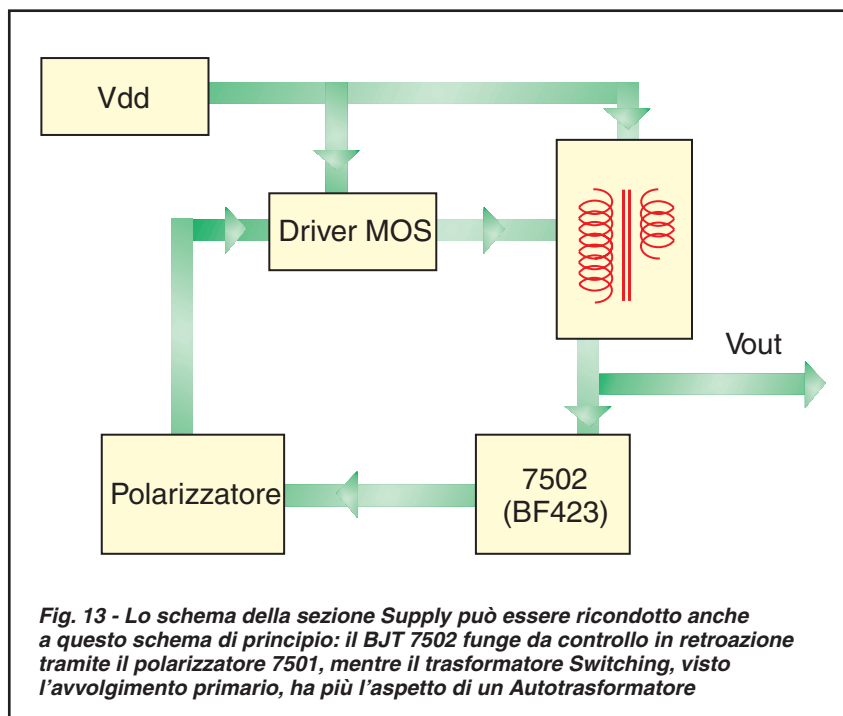 Vdd
Driver MOS
Vout
Polarizzatore
7502
(BF423)
Fig. 13 - Lo schema della sezione Supply può essere ricondotto anche
a questo schema di principio: il BJT 7502 funge da controllo in retroazione
tramite il polarizzatore 7501, mentre il trasformatore Switching, visto
l'avvolgimento primario, ha più l'aspetto di un Autotrasformatore